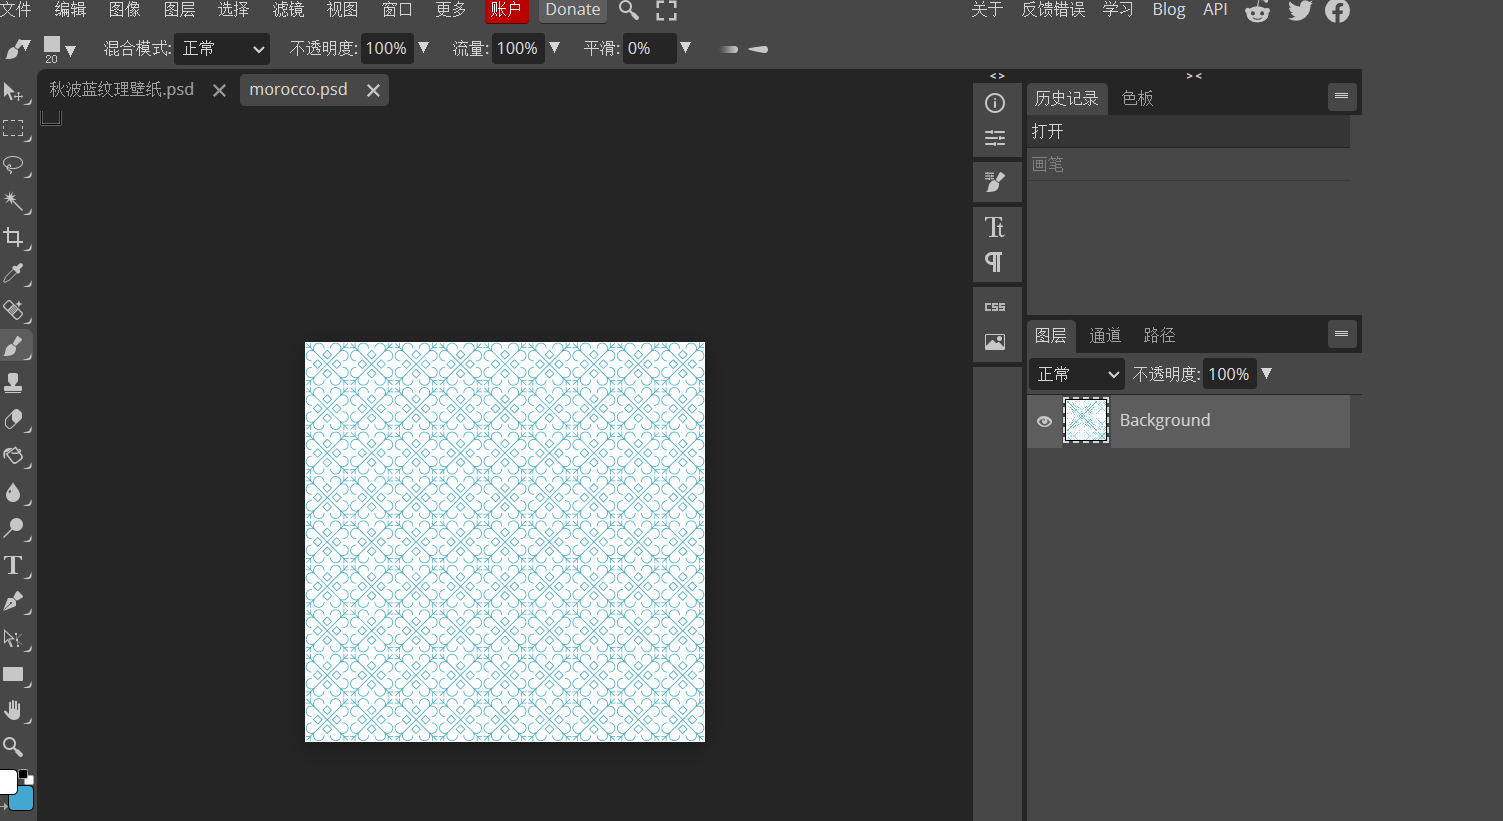 文件 编辑 图像 图层 选择 滤镜 视图 窗口 更多 账户 Donate 关于 反馈错误 学习 Blog API
20 混合模式: 正常 不透明度: 100% 流量: 100% 平滑: 0%
秋波蓝纹理壁纸.psd morocco.psd
历史记录 色板
打开
画笔
CSS
图层 通道 路径
正常 不透明度: 100%
Background